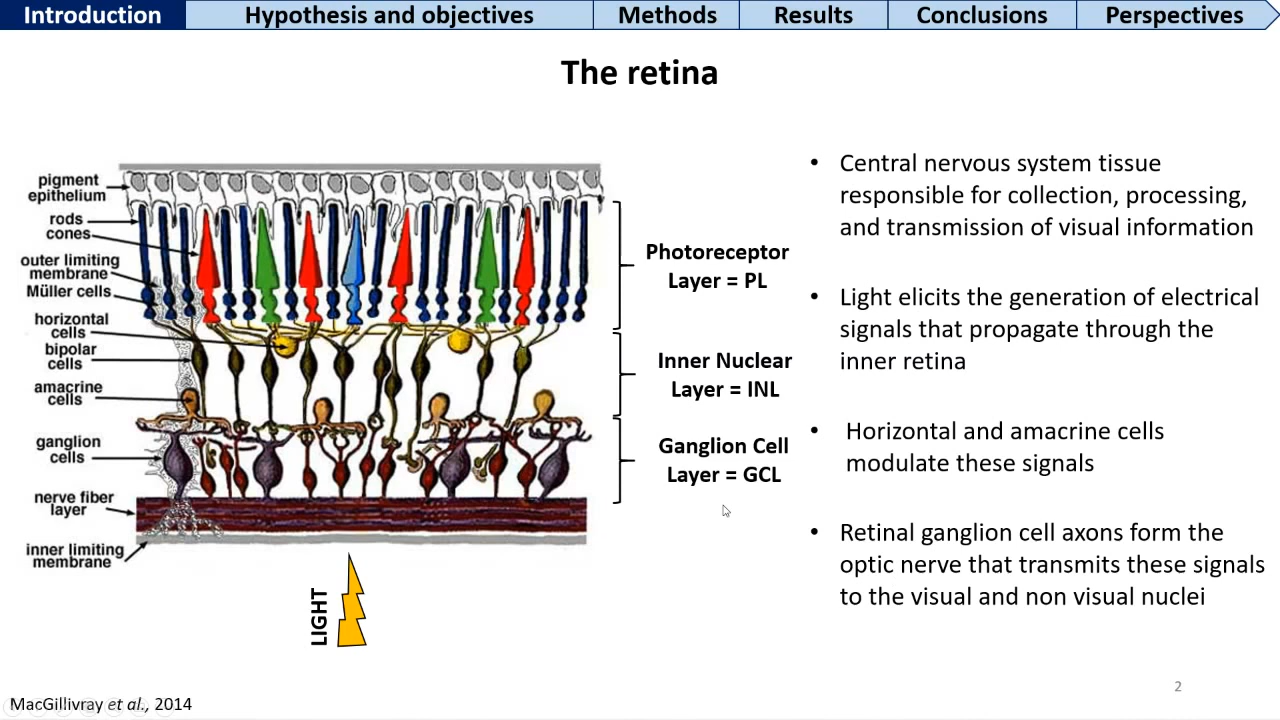 Introduction
Hypothesis and objectives
Methods
Results
Conclusions
Perspectives
The retina
pigment
epithelium
rods
cones
outer limiting
membrane
Müller cells
horizontal
cells
bipolar
cells
amacrine
cells
ganglion
cells
nerve fiber
layer
inner limiting
membrane
Photoreceptor
Layer = PL
Inner Nuclear
Layer = INL
Ganglion Cell
Layer = GCL
LIGHT
• Central nervous system tissue
responsible for collection, processing,
and transmission of visual information
• Light elicits the generation of electrical
signals that propagate through the
inner retina
• Horizontal and amacrine cells
modulate these signals
• Retinal ganglion cell axons form the
optic nerve that transmits these signals
to the visual and non visual nuclei
MacGillivray et al., 2014
2